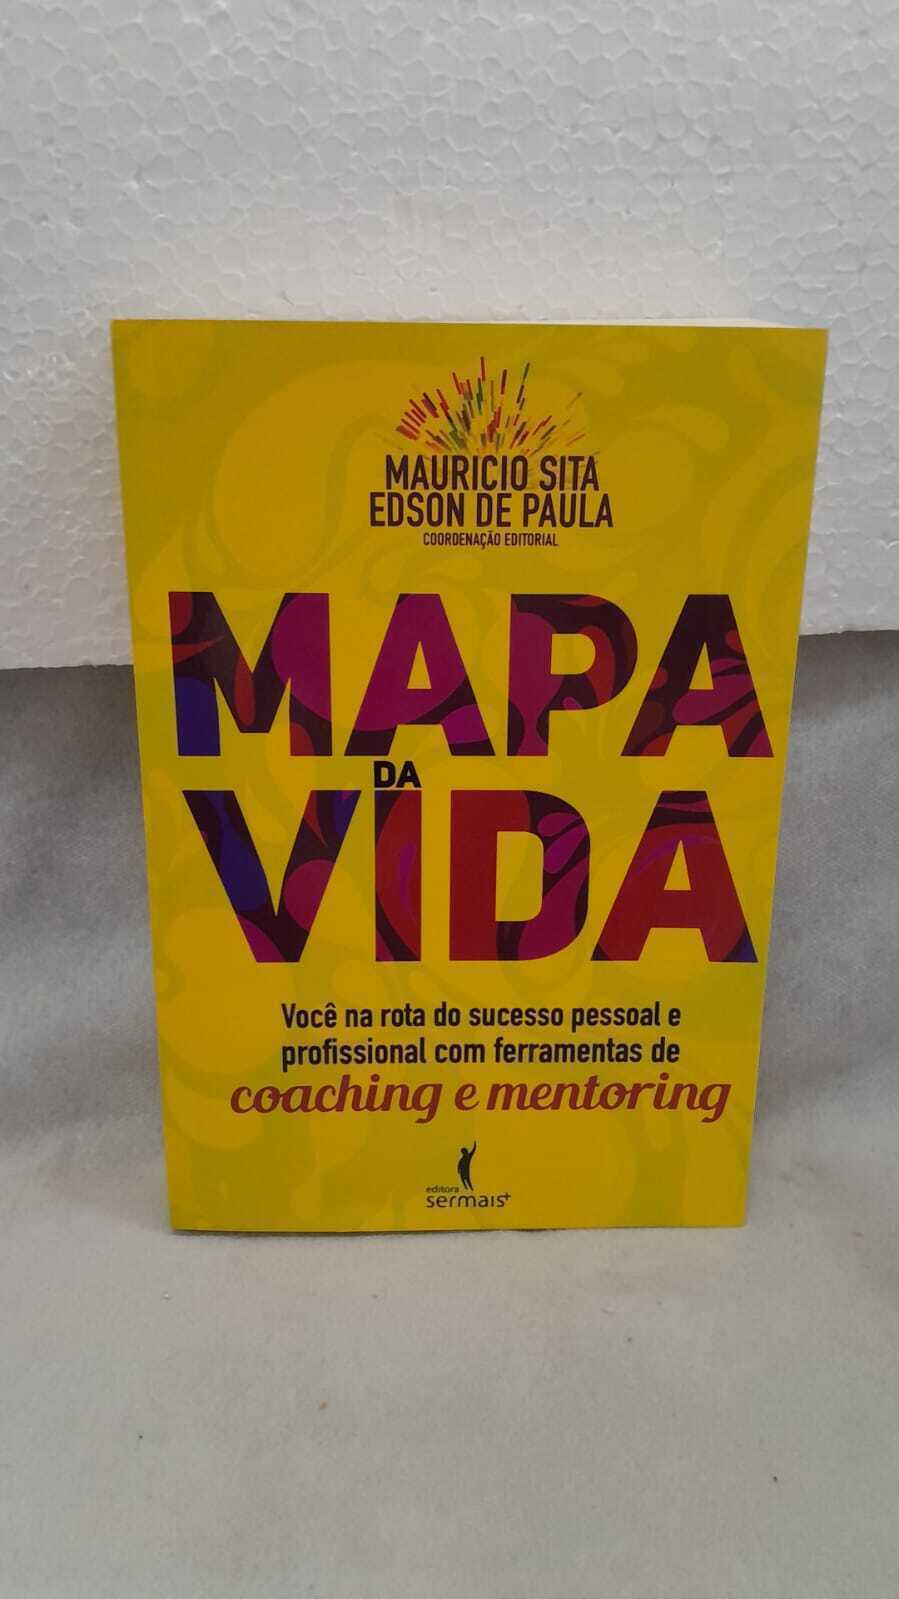 MAURICIO SITA
EDSON DE PAULA
COORDENAÇÃO EDITORIAL
MAPA
DA
VIDA
Você na rota do sucesso pessoal e
profissional com ferramentas de
coaching e mentoring
editora
sermais+